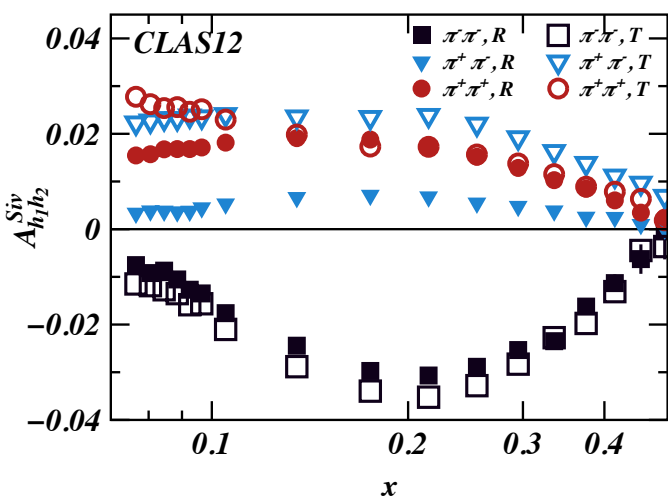 CLAS12
π⁻π⁻, R
π⁻π⁻, T
π⁺π⁻, R
π⁺π⁻, T
π⁺π⁺, R
π⁺π⁺, T
0.04
0.02
0
−0.02
−0.04
A^{Siv}_{h₁h₂}
0.1 0.2 0.3 0.4
x